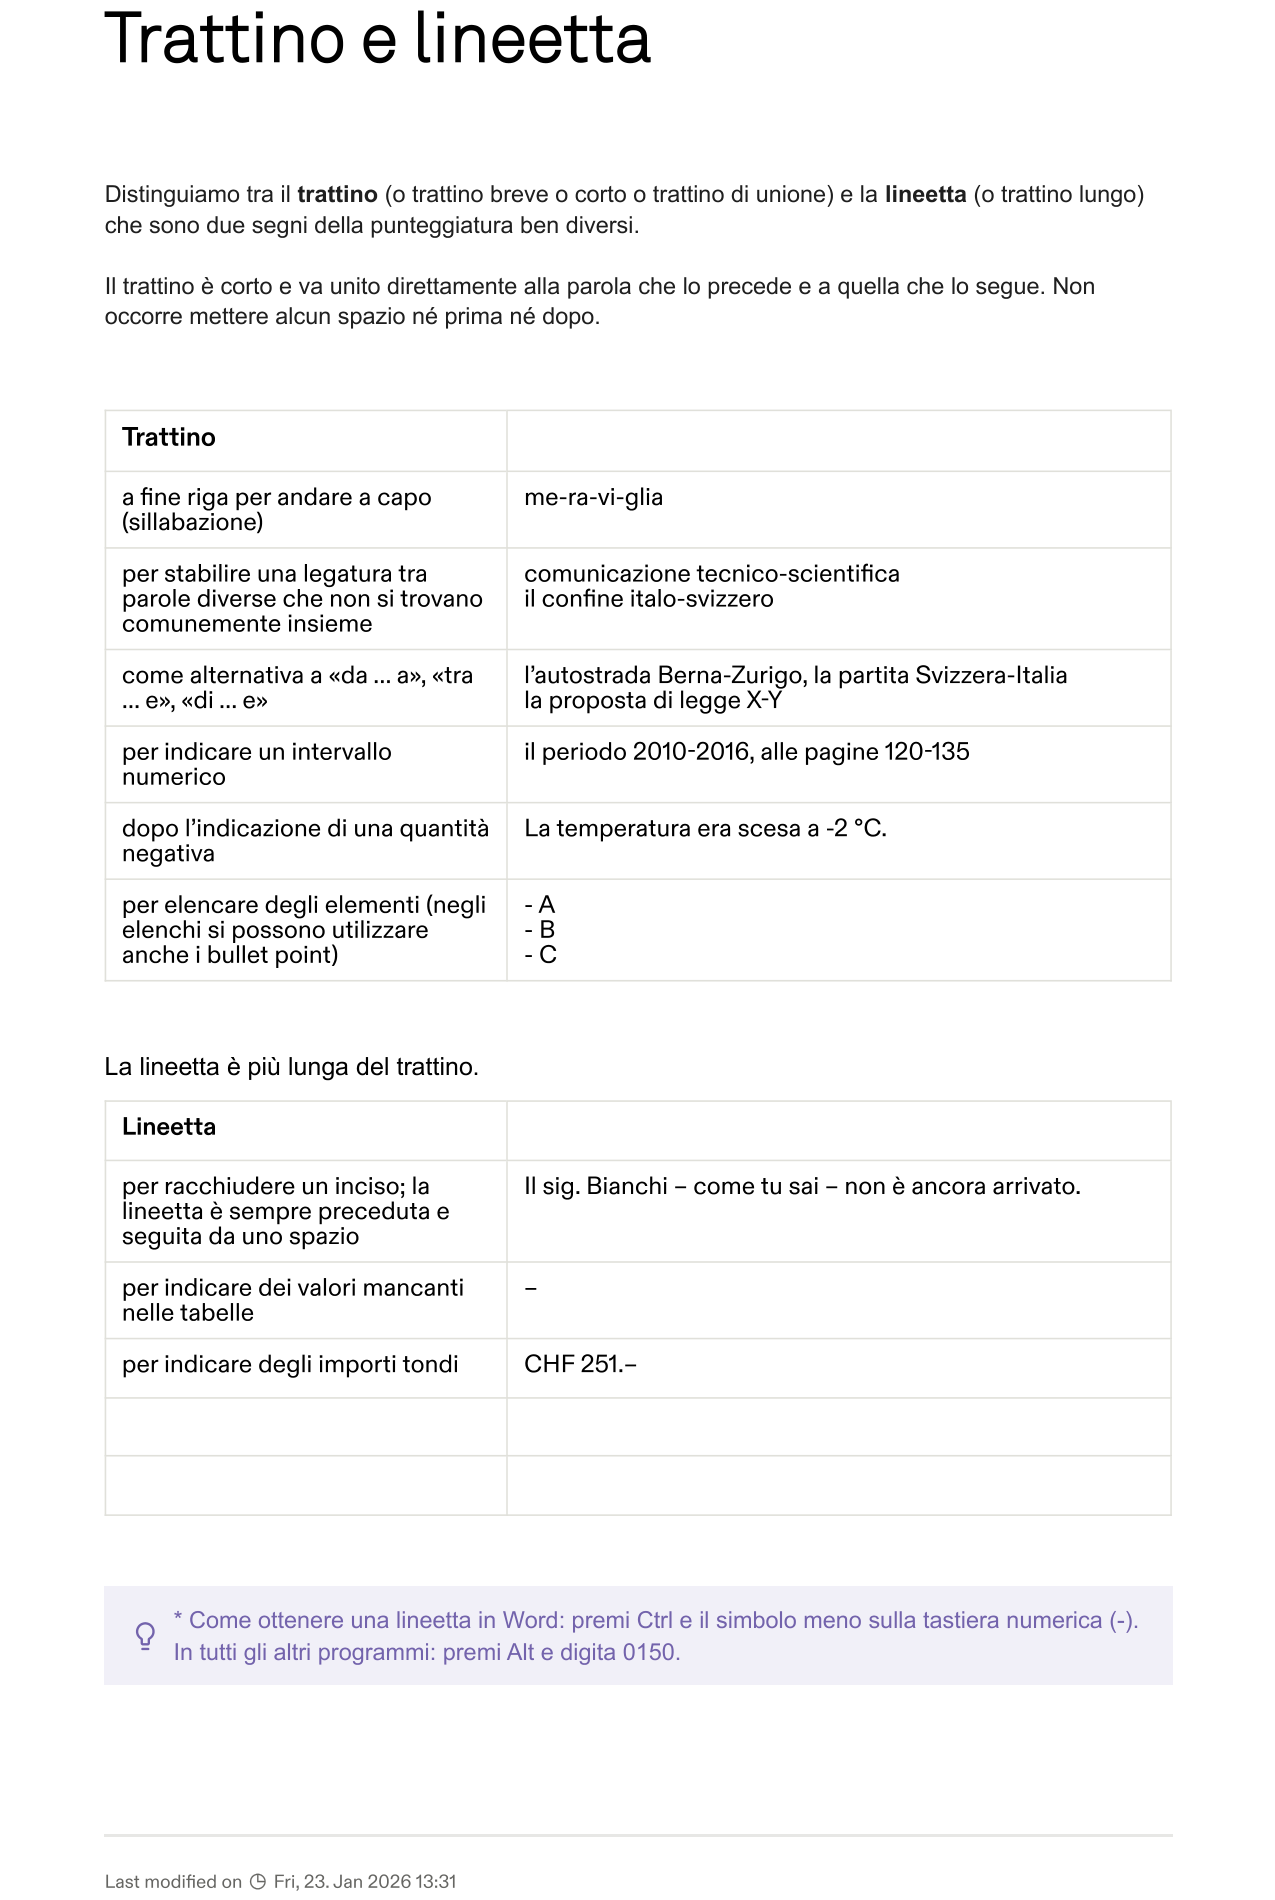 Trattino e lineetta
Distinguiamo tra il trattino (o trattino breve o corto o trattino di unione) e la lineetta (o trattino lungo)
che sono due segni della punteggiatura ben diversi.
Il trattino è corto e va unito direttamente alla parola che lo precede e a quella che lo segue. Non
occorre mettere alcun spazio né prima né dopo.
Trattino
a fine riga per andare a capo
(sillabazione)
me-ra-vi-glia
per stabilire una legatura tra
parole diverse che non si trovano
comunemente insieme
comunicazione tecnico-scientifica
il confine italo-svizzero
come alternativa a «da ... a», «tra
... e», «di ... e»
l’autostrada Berna-Zurigo, la partita Svizzera-Italia
la proposta di legge X-Y
per indicare un intervallo
numerico
il periodo 2010-2016, alle pagine 120-135
dopo l’indicazione di una quantità
negativa
La temperatura era scesa a -2 °C.
per elencare degli elementi (negli
elenchi si possono utilizzare
anche i bullet point)
- A
- B
- C
La lineetta è più lunga del trattino.
Lineetta
per racchiudere un inciso; la
lineetta è sempre preceduta e
seguita da uno spazio
Il sig. Bianchi – come tu sai – non è ancora arrivato.
per indicare dei valori mancanti
nelle tabelle
–
per indicare degli importi tondi
CHF 251.–
* Come ottenere una lineetta in Word: premi Ctrl e il simbolo meno sulla tastiera numerica (-).
In tutti gli altri programmi: premi Alt e digita 0150.
Last modified on Fri, 23. Jan 2026 13:31